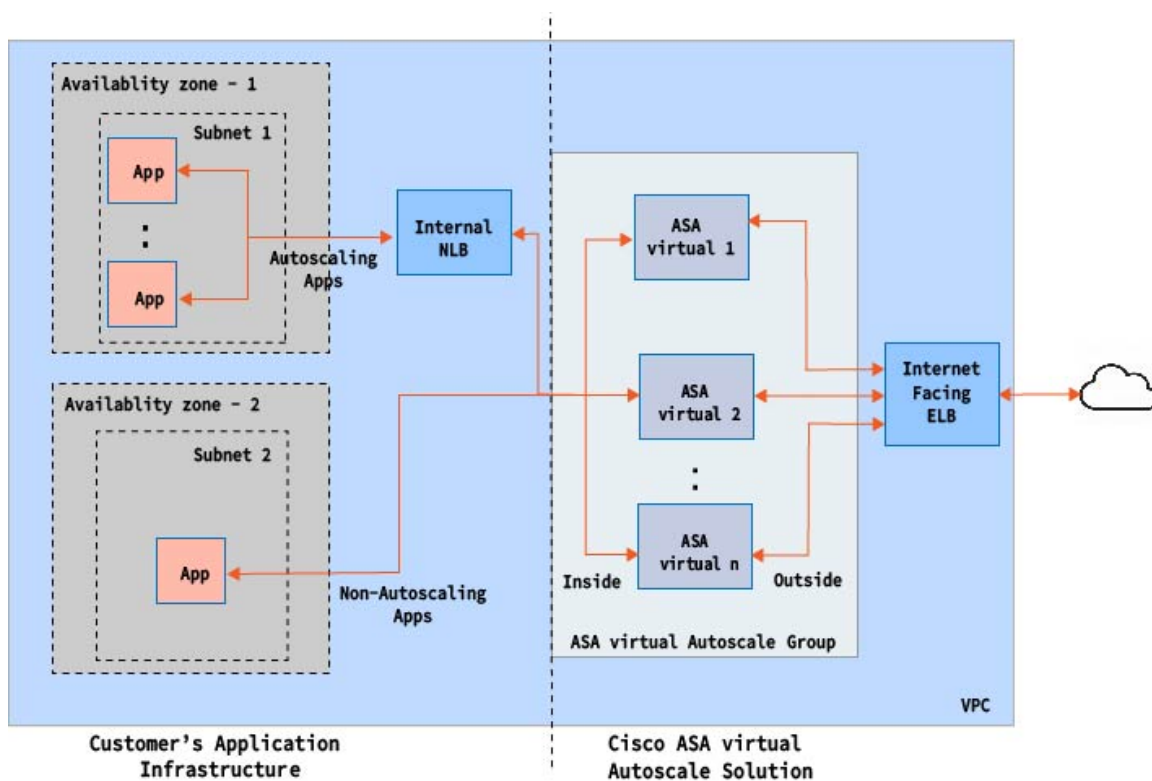 Availablity zone - 1
Subnet 1
App
:
App
Autoscaling
Apps
Internal
NLB
Availablity zone - 2
Subnet 2
App
Non-Autoscaling
Apps
ASA
virtual 1
ASA
virtual 2
:
ASA
virtual n
Inside
Outside
ASA virtual Autoscale Group
Internet
Facing
ELB
VPC
Customer's Application
Infrastructure
Cisco ASA virtual
Autoscale Solution